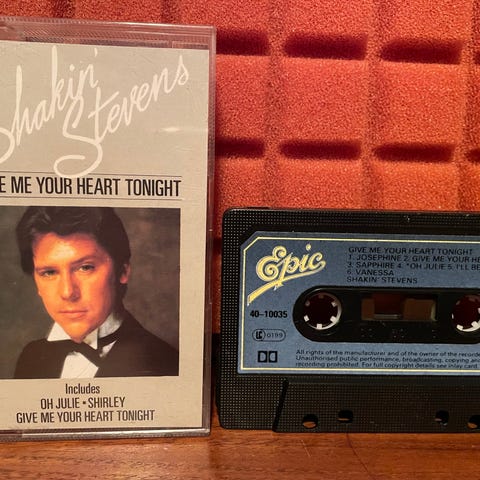 Shakin'
Stevens
E ME YOUR HEART TONIGHT
Includes
OH JULIE • SHIRLEY
GIVE ME YOUR HEART TONIGHT
Epic
40-10035
GIVE ME YOUR HEART TONIGHT
1. JOSEPHINE 2. GIVE ME YOUR HE
3. SAPPHIRE 4. *OH JULIE 5. I'LL BE
6. VANESSA
SHAKIN' STEVENS
0199
All rights of the manufacturer and of the owner of the recorde
Unauthorised public performance, broadcasting, copying an
recording prohibited. For full copyright details see inlay card.